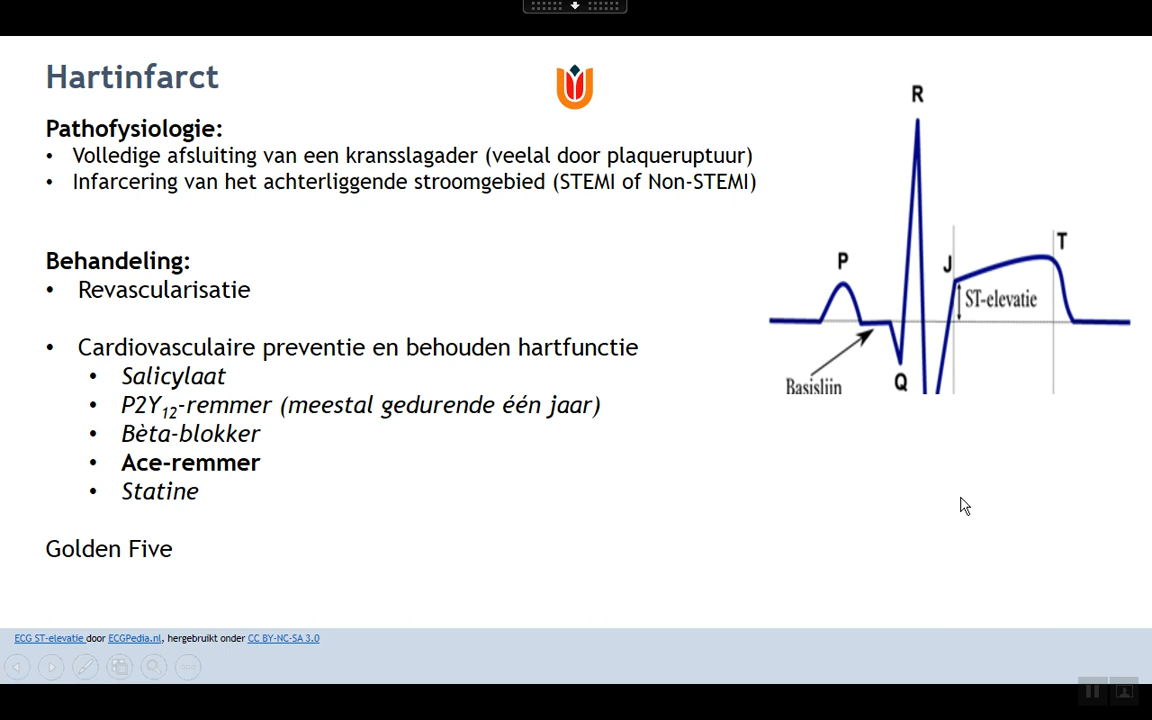 Hartinfarct
Pathofysiologie:
• Volledige afsluiting van een kransslagader (veelal door plaqueruptuur)
• Infarcering van het achterliggende stroomgebied (STEMI of Non-STEMI)
Behandeling:
• Revascularisatie
• Cardiovasculaire preventie en behouden hartfunctie
• Salicylaat
• P2Y12-remmer (meestal gedurende één jaar)
• Bèta-blokker
• Ace-remmer
• Statine
Golden Five
R
P
J
T
ST-elevatie
Basislijn
Q
ECG ST-elevatie door ECGPedia.nl, hergebruikt onder CC BY-NC-SA 3.0